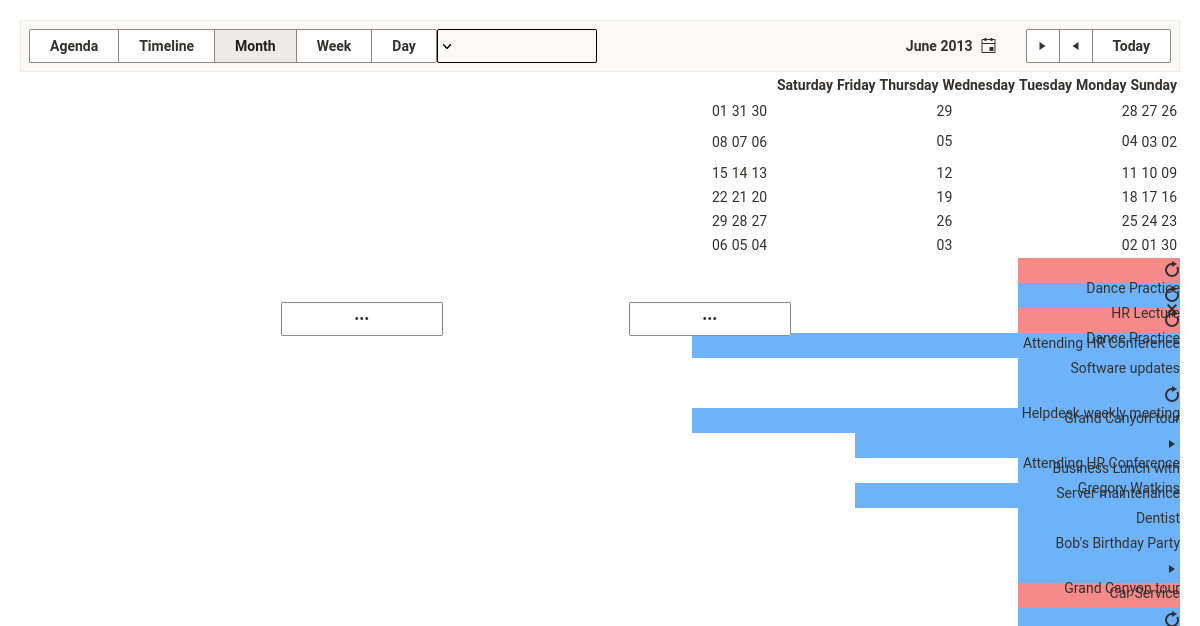 Agenda Timeline Month Week Day June 2013 Today
Saturday Friday Thursday Wednesday Tuesday Monday Sunday
01 31 30 29 28 27 26
08 07 06 05 04 03 02
15 14 13 12 11 10 09
22 21 20 19 18 17 16
29 28 27 26 25 24 23
06 05 04 03 02 01 30
Dance Practice
HR Lecture
•••
•••
Dance Practice
Attending HR Conference
Software updates
Helpdesk weekly meeting
Grand Canyon tour
Attending HR Conference
Business Lunch with
Gregory Watkins
Server maintenance
Dentist
Bob's Birthday Party
Grand Canyon tour
Car Service